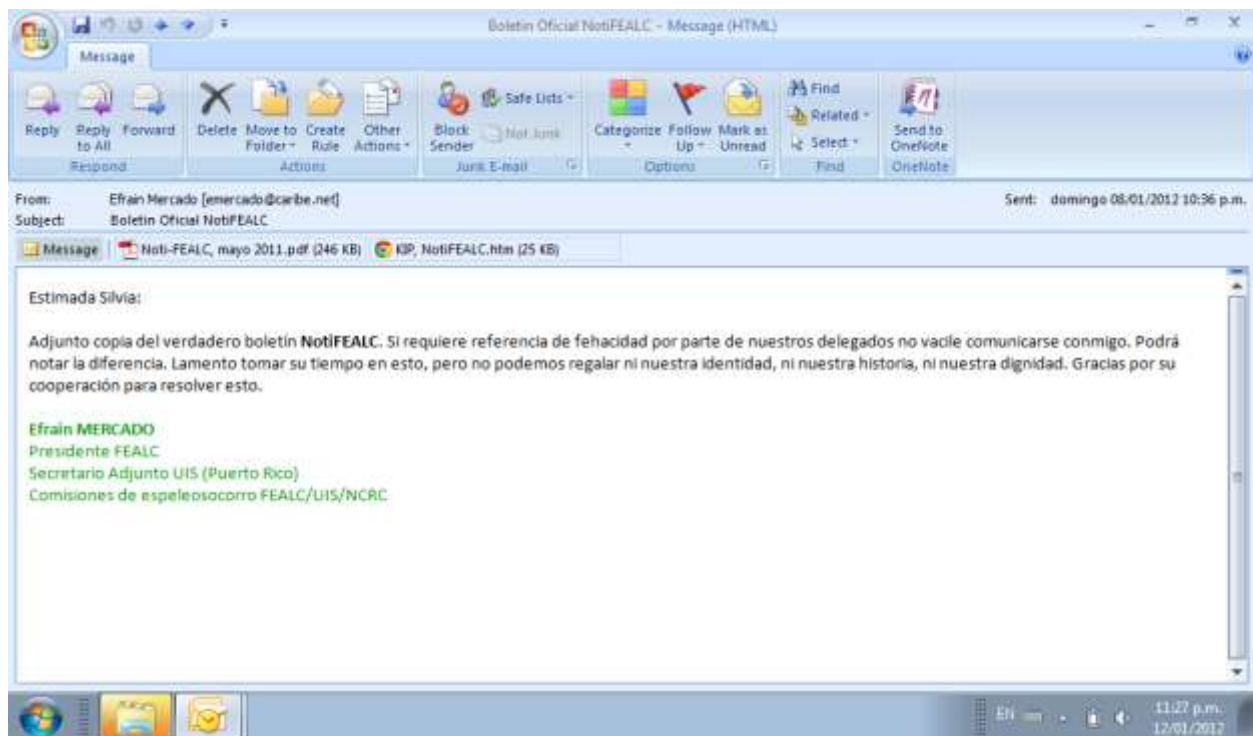 Boletin Oficial NotiFEALC - Message (HTML)
Message
Reply
Reply to All
Forward
Delete
Move to Folder
Create Rule
Other Actions
Block Sender
Safe Lists
Not Junk
Categorize
Follow Up
Mark as Unread
Find
Related
Select
Send to OneNote
Respond
Actions
Junk E-mail
Options
Find
OneNote
From: Efrain Mercado [emercado@caribe.net]
Sent: domingo 08/01/2012 10:36 p.m.
Subject: Boletin Oficial NotiFEALC
Message
Noti-FEALC, mayo 2011.pdf (246 KB)
KIP, NotiFEALC.htm (25 KB)
Estimada Silvia:
Adjunto copia del verdadero boletín NotiFEALC. Si requiere referencia de fehacidad por parte de nuestros delegados no vacile comunicarse conmigo. Podrá
notar la diferencia. Lamento tomar su tiempo en esto, pero no podemos regalar ni nuestra identidad, ni nuestra historia, ni nuestra dignidad. Gracias por su
cooperación para resolver esto.
Efraín MERCADO
Presidente FEALC
Secretario Adjunto UIS (Puerto Rico)
Comisiones de espeleosocorro FEALC/UIS/NCRC
EN
11:27 p.m.
12/01/2012